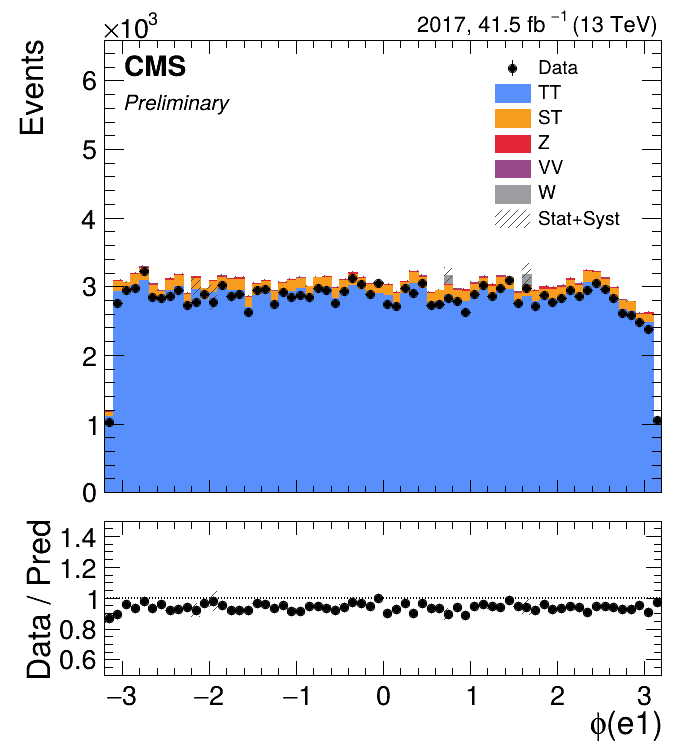 ×10³
2017, 41.5 fb⁻¹ (13 TeV)
CMS
Preliminary
Data
TT
ST
Z
VV
W
Stat+Syst
Events
6
5
4
3
2
1
0
Data / Pred
1.4
1.2
1
0.8
0.6
−3 −2 −1 0 1 2 3
ϕ(e1)